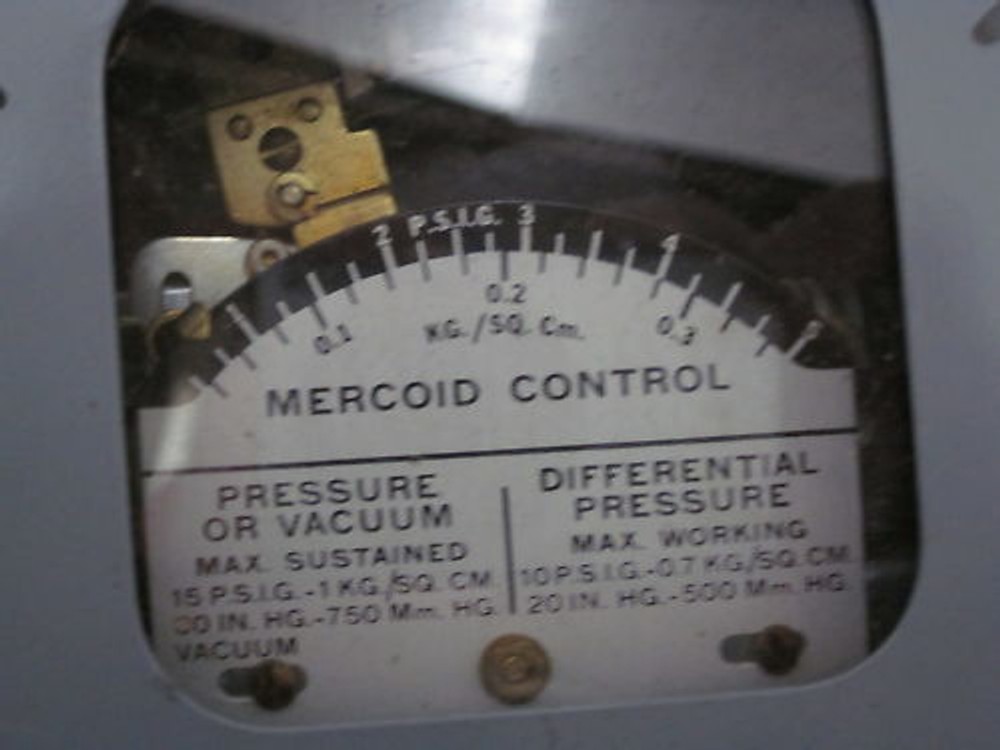 2 P.S.I.G. 3 4 5
0.1 0.2 0.3
KG./SQ. Cm.
MERCOID CONTROL
PRESSURE
OR VACUUM
MAX. SUSTAINED
15 P.S.I.G.-1 KG./SQ. CM.
30 IN. HG.-750 Mm. HG.
VACUUM
DIFFERENTIAL
PRESSURE
MAX. WORKING
10 P.S.I.G.-0.7 KG./SQ. CM.
20 IN. HG.-500 Mm. HG.